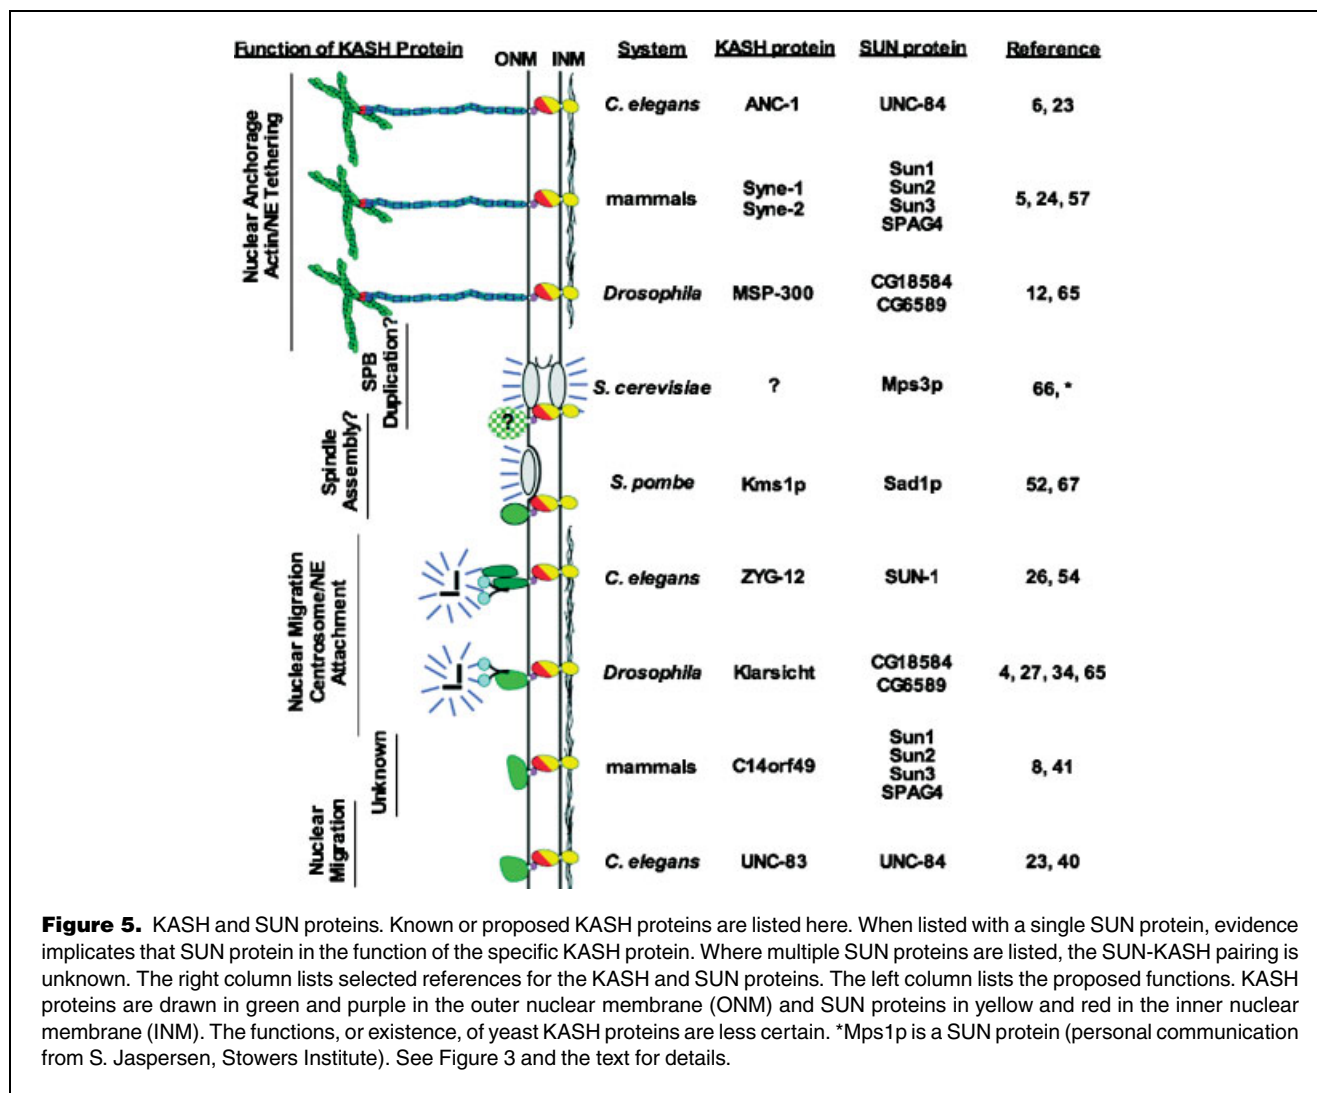 Function of KASH Protein
ONM INM
System KASH protein SUN protein Reference
Nuclear Anchorage
Actin/NE Tethering
C. elegans ANC-1 UNC-84 6, 23
mammals Syne-1
Syne-2
Sun1
Sun2
Sun3
SPAG4
5, 24, 57
Drosophila MSP-300 CG18584
CG6589
12, 65
SPB
Duplication?
S. cerevisiae ? Mps3p 66, *
?
Spindle
Assembly?
S. pombe Kms1p Sad1p 52, 67
Nuclear Migration
Centrosome/NE
Attachment
C. elegans ZYG-12 SUN-1 26, 54
Drosophila Klarsicht CG18584
CG6589
4, 27, 34, 65
Unknown
mammals C14orf49 Sun1
Sun2
Sun3
SPAG4
8, 41
Nuclear
Migration
C. elegans UNC-83 UNC-84 23, 40
Figure 5. KASH and SUN proteins. Known or proposed KASH proteins are listed here. When listed with a single SUN protein, evidence
implicates that SUN protein in the function of the specific KASH protein. Where multiple SUN proteins are listed, the SUN-KASH pairing is
unknown. The right column lists selected references for the KASH and SUN proteins. The left column lists the proposed functions. KASH
proteins are drawn in green and purple in the outer nuclear membrane (ONM) and SUN proteins in yellow and red in the inner nuclear
membrane (INM). The functions, or existence, of yeast KASH proteins are less certain. *Mps1p is a SUN protein (personal communication
from S. Jaspersen, Stowers Institute). See Figure 3 and the text for details.